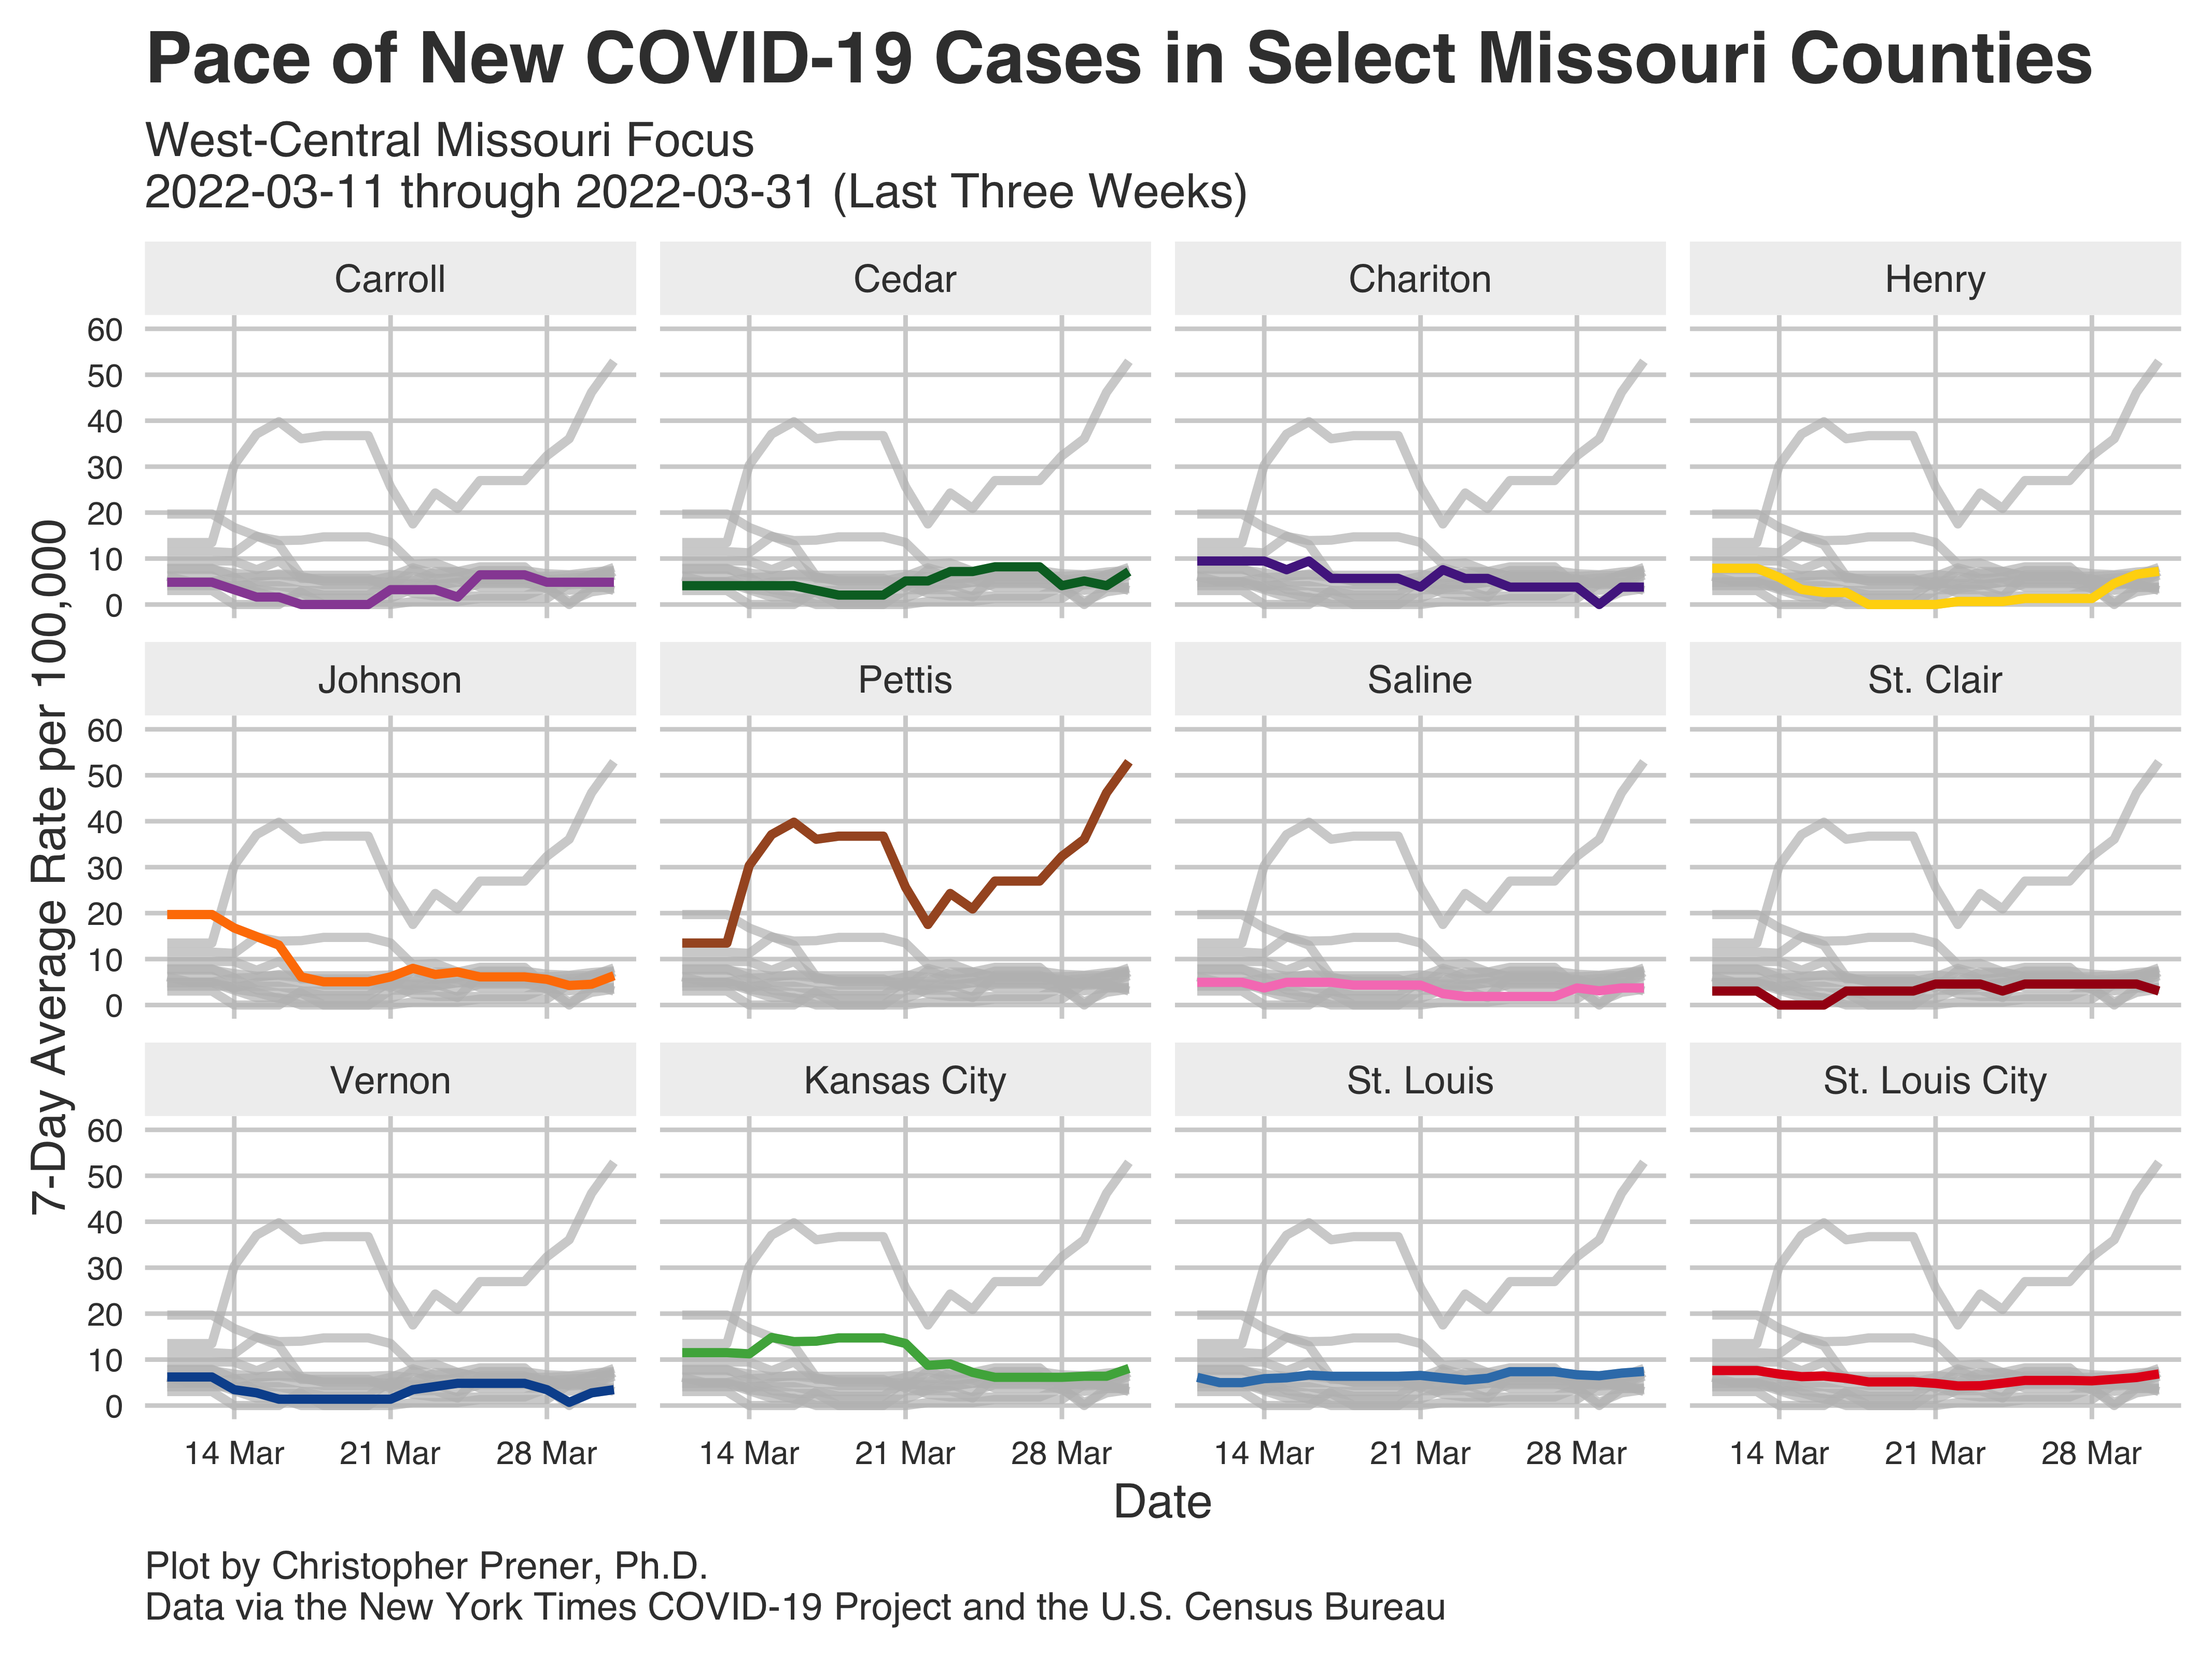 Pace of New COVID-19 Cases in Select Missouri Counties
West-Central Missouri Focus
2022-03-11 through 2022-03-31 (Last Three Weeks)
7-Day Average Rate per 100,000
Carroll Cedar Chariton Henry
60
50
40
30
20
10
0
Johnson Pettis Saline St. Clair
60
50
40
30
20
10
0
Vernon Kansas City St. Louis St. Louis City
60
50
40
30
20
10
0
14 Mar 21 Mar 28 Mar 14 Mar 21 Mar 28 Mar 14 Mar 21 Mar 28 Mar 14 Mar 21 Mar 28 Mar
Date
Plot by Christopher Prener, Ph.D.
Data via the New York Times COVID-19 Project and the U.S. Census Bureau